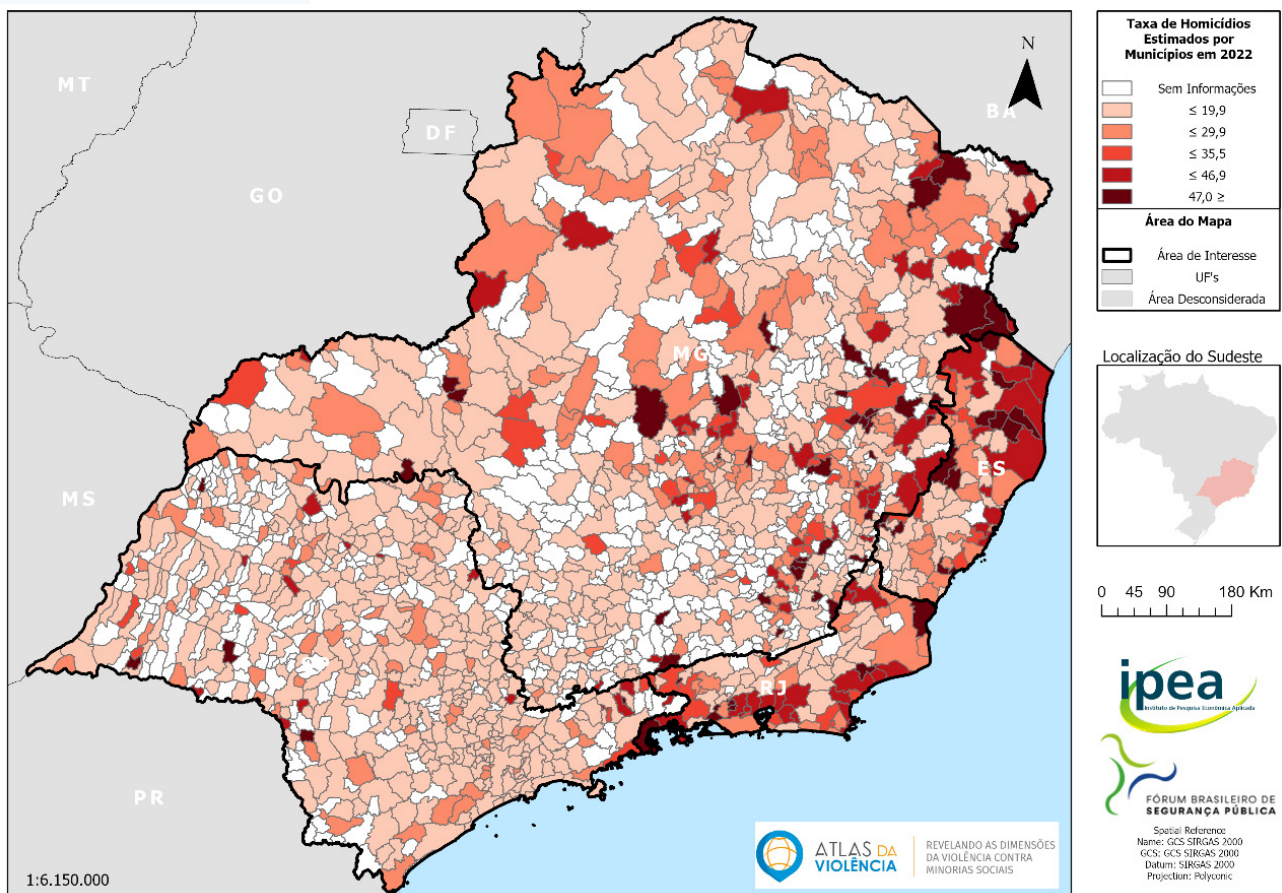 MT
DF
GO
BA
MG
ES
MS
SP
RJ
PR
N
1:6.150.000
ATLAS DA
VIOLÊNCIA
REVELANDO AS DIMENSÕES
DA VIOLÊNCIA CONTRA
MINORIAS SOCIAIS
Taxa de Homicídios
Estimados por
Municípios em 2022
Sem Informações
≤ 19,9
≤ 29,9
≤ 35,5
≤ 46,9
47,0 ≥
Área do Mapa
Área de Interesse
UF's
Área Desconsiderada
Localização do Sudeste
0 45 90 180 Km
ipea
Instituto de Pesquisa Econômica Aplicada
FÓRUM BRASILEIRO DE
SEGURANÇA PÚBLICA
Spatial Reference
Name: GCS SIRGAS 2000
GCS: GCS SIRGAS 2000
Datum: SIRGAS 2000
Projection: Polyconic